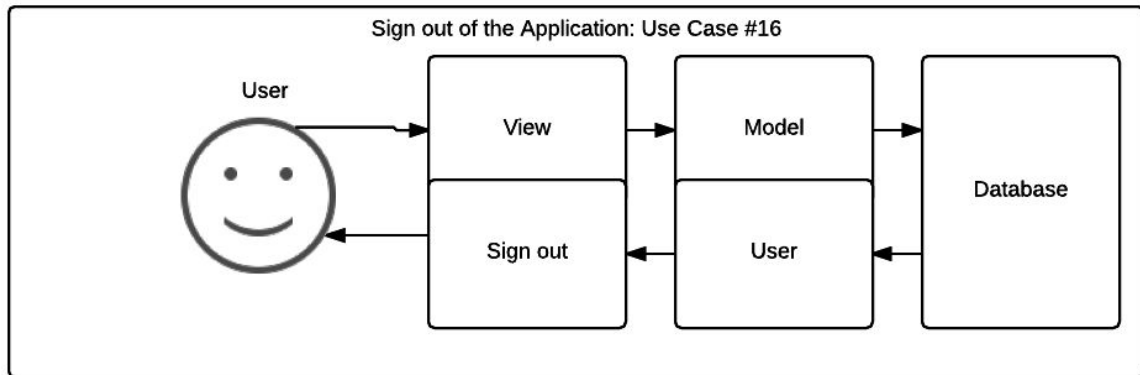 Sign out of the Application: Use Case #16
User
View
Model
Database
Sign out
User